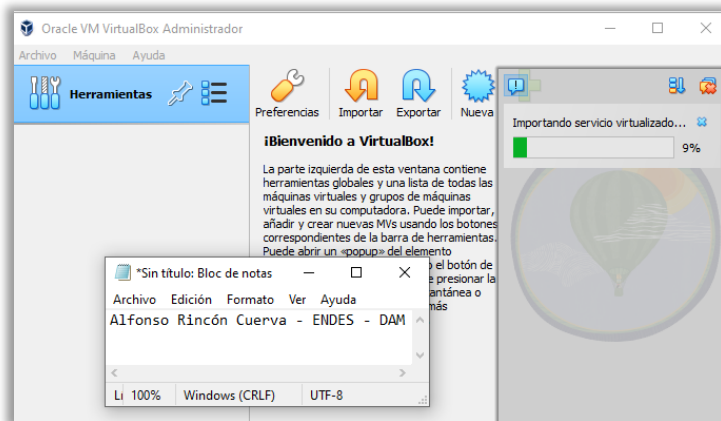 Oracle VM VirtualBox Administrador
Archivo Máquina Ayuda
Herramientas
Preferencias Importar Exportar Nueva
¡Bienvenido a VirtualBox!
La parte izquierda de esta ventana contiene
herramientas globales y una lista de todas las
máquinas virtuales y grupos de máquinas
virtuales en su computadora. Puede importar,
añadir y crear nuevas MVs usando los botones
correspondientes de la barra de herramientas.
Puede abrir un «popup» del elemento
o el botón de
presionar la
tantánea o
más
Importando servicio virtualizado...
9%
*Sin título: Bloc de notas
Archivo Edición Formato Ver Ayuda
Alfonso Rincón Cuerva - ENDES - DAM
100% Windows (CRLF) UTF-8